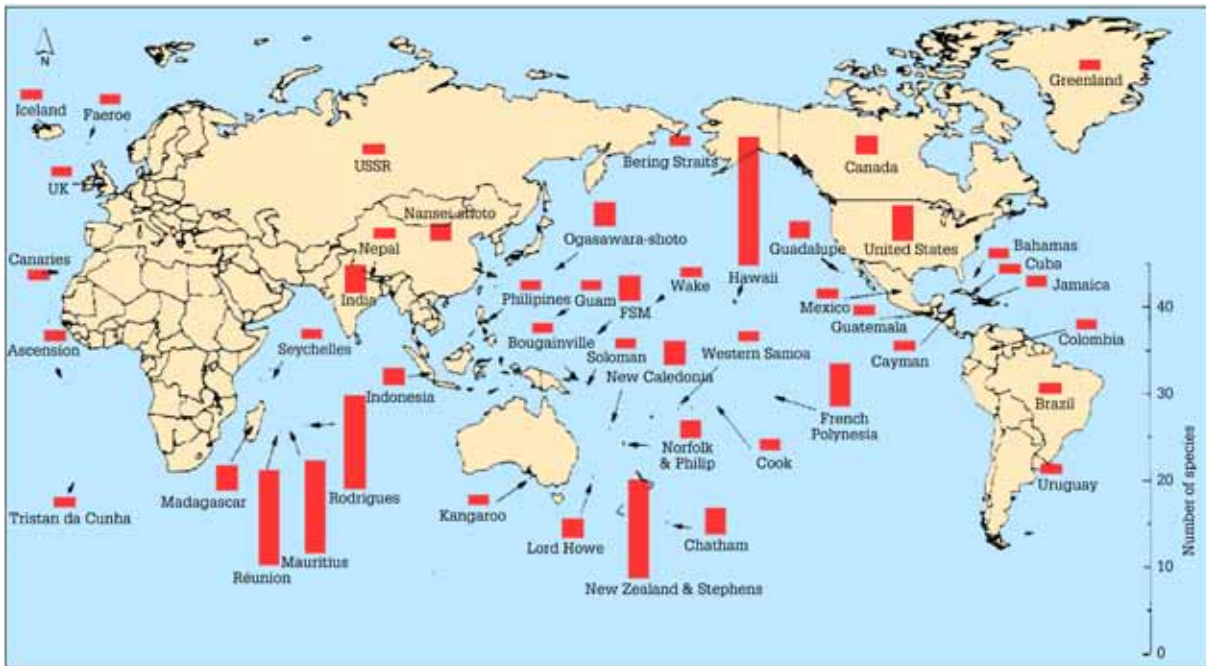 N
Greenland
Iceland
Faeroe
USSR
Bering Straits
Canada
UK
Nansei-shoto
Nepal
Ogasawara-shoto
Guadalupe
United States
Bahamas
Cuba
Jamaica
Canaries
India
Philipines
Guam
FSM
Wake
Hawaii
Mexico
Guatemala
40
Ascension
Seychelles
Bougainville
Soloman
Western Samoa
Cayman
Colombia
New Caledonia
Indonesia
30
French
Polynesia
Brazil
Norfolk
& Philip
Cook
Madagascar
Rodrigues
Uruguay
20
Tristan da Cunha
Kangaroo
Lord Howe
Chatham
Mauritius
Réunion
New Zealand & Stephens
10
0
Number of species